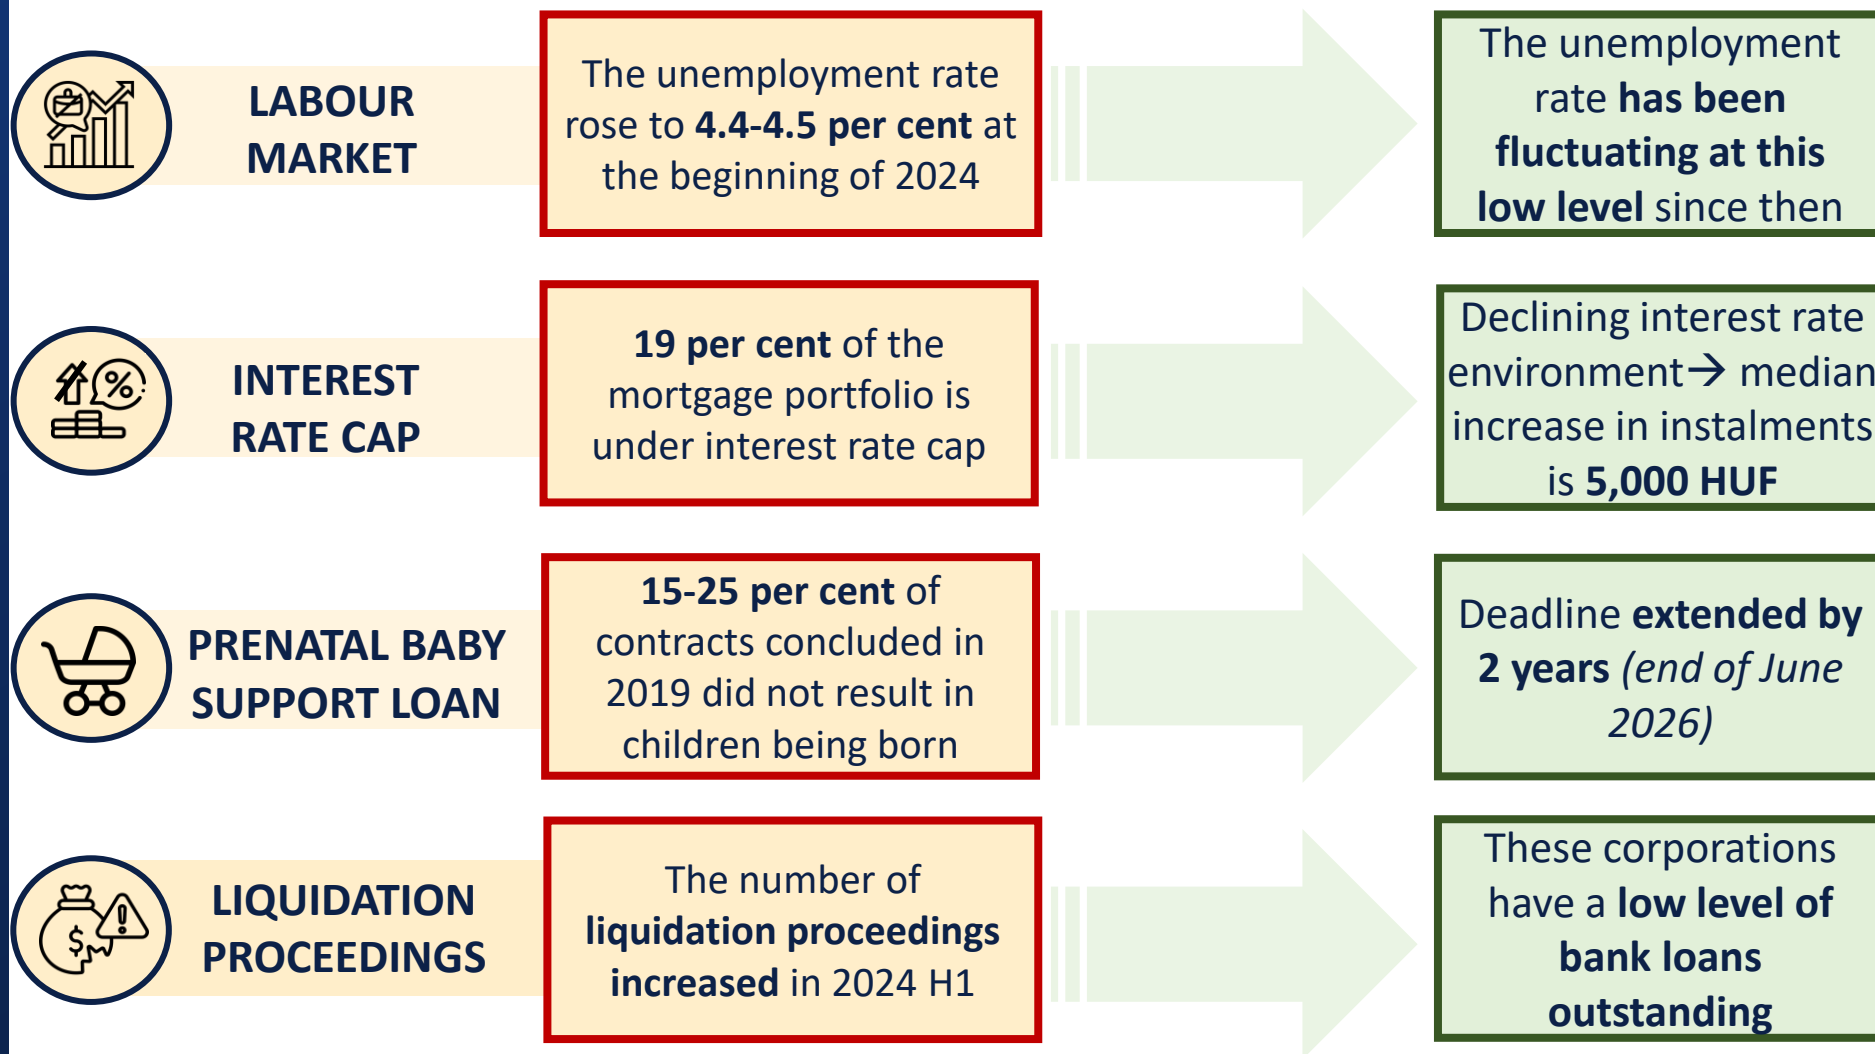 LABOUR
MARKET
The unemployment rate
rose to 4.4-4.5 per cent at
the beginning of 2024
The unemployment
rate has been
fluctuating at this
low level since then
INTEREST
RATE CAP
19 per cent of the
mortgage portfolio is
under interest rate cap
Declining interest rate
environment→ median
increase in instalments
is 5,000 HUF
PRENATAL BABY
SUPPORT LOAN
15-25 per cent of
contracts concluded in
2019 did not result in
children being born
Deadline extended by
2 years (end of June
2026)
LIQUIDATION
PROCEEDINGS
The number of
liquidation proceedings
increased in 2024 H1
These corporations
have a low level of
bank loans
outstanding